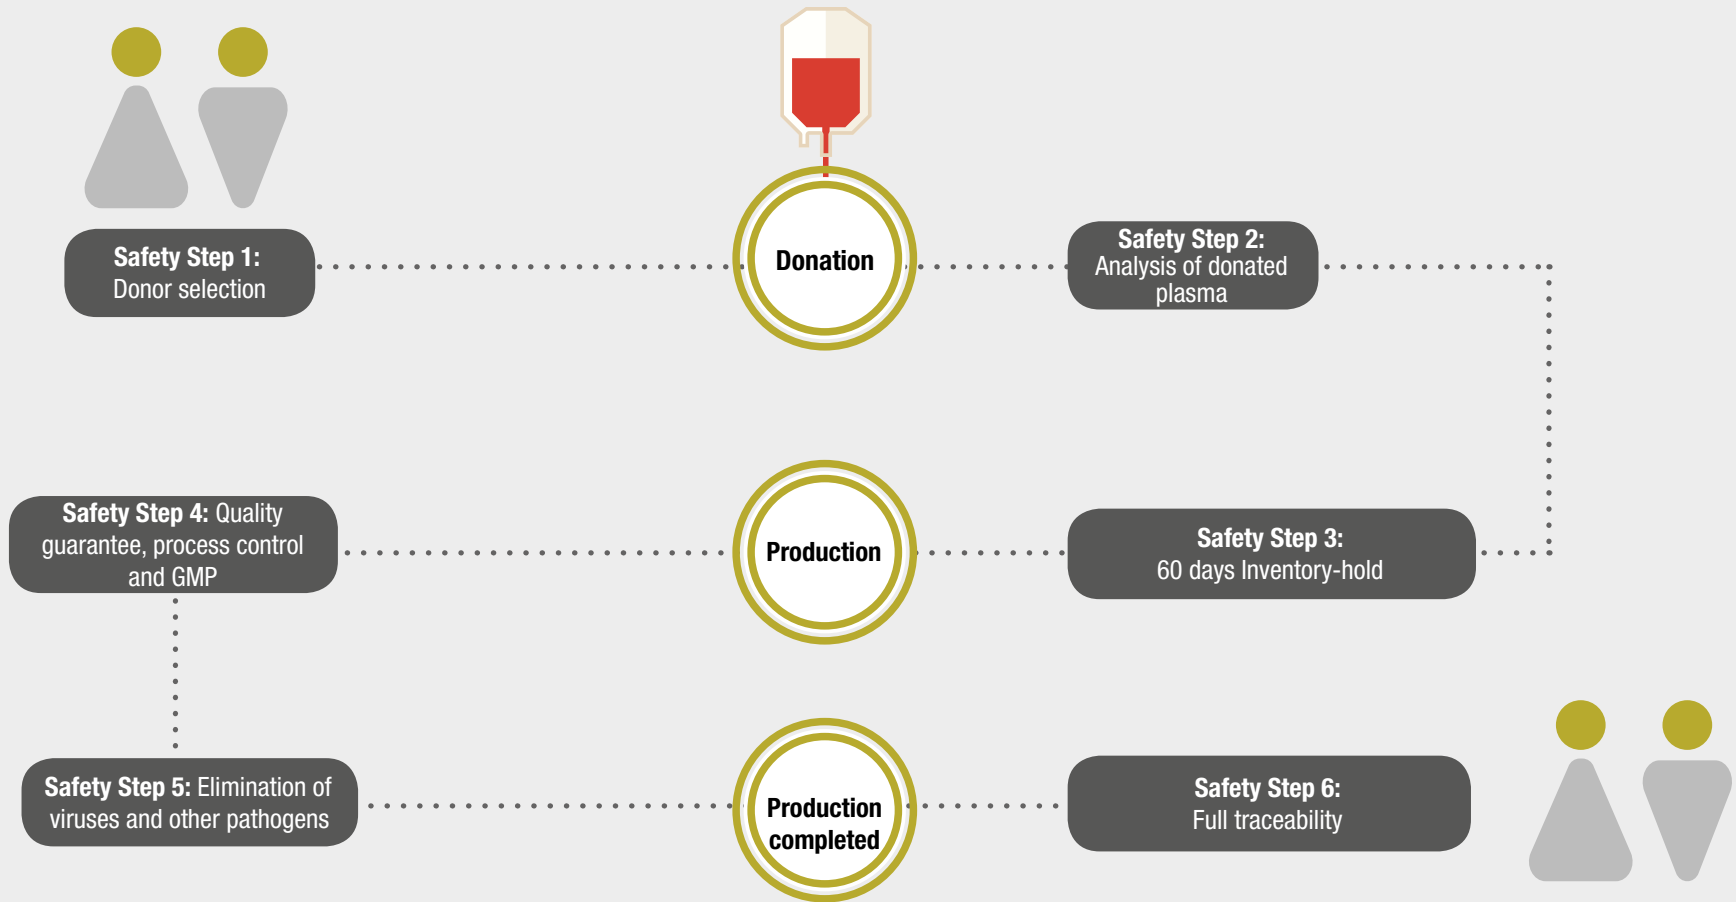 Safety Step 1:
Donor selection
Donation
Safety Step 2:
Analysis of donated
plasma
Safety Step 3:
60 days Inventory-hold
Production
Safety Step 4: Quality
guarantee, process control
and GMP
Safety Step 5: Elimination of
viruses and other pathogens
Production
completed
Safety Step 6:
Full traceability